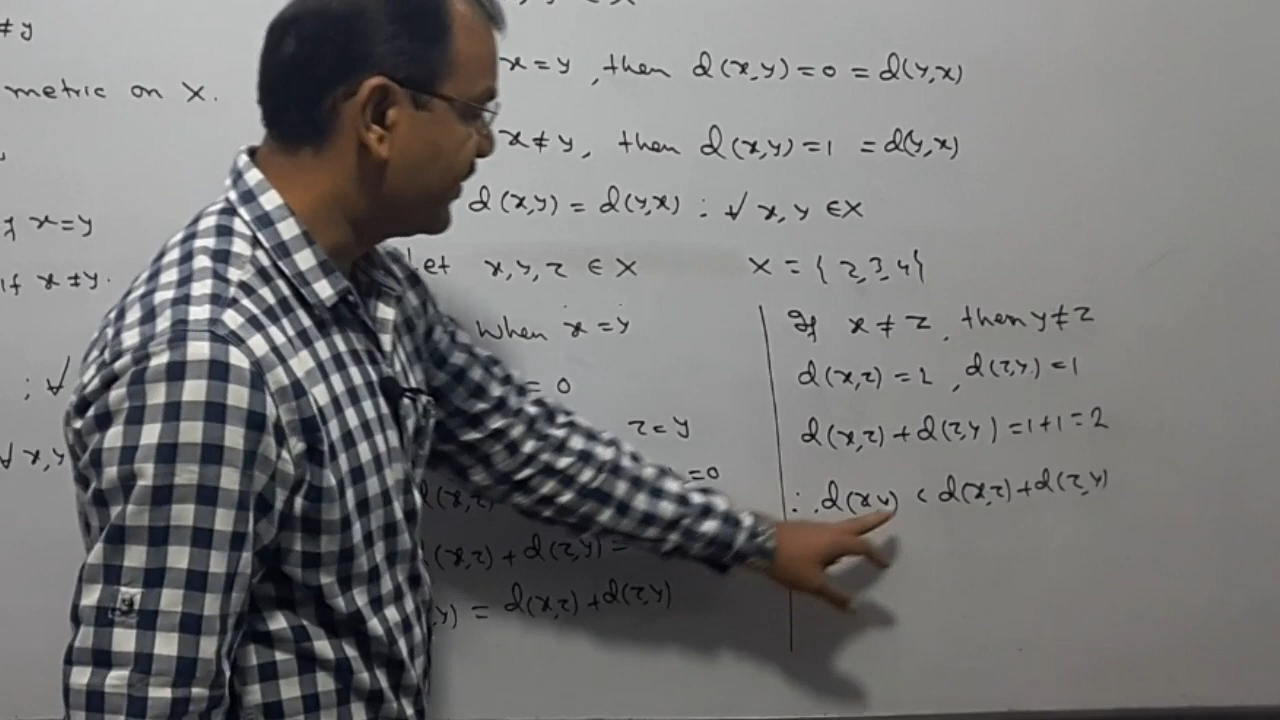 ≠ y
metric on X.
if x = y
if x ≠ y.
; ∀
∀ x, y
x = y, then d(x,y) = 0 = d(y,x)
x ≠ y, then d(x,y) = 1 = d(y,x)
d(x,y) = d(y,x) : ∀ x, y ∈ X
Let x, y, z ∈ X
X = { 2, 3, 4 }
when x = y
= 0
z = y
= 0
d(x,z)
d(x,z) + d(z,y) =
,y) = d(x,z) + d(z,y)
If x ≠ z, then y ≠ z
d(x,z) = 1, d(z,y) = 1
d(x,z) + d(z,y) = 1 + 1 = 2
∴ d(x,y) < d(x,z) + d(z,y)